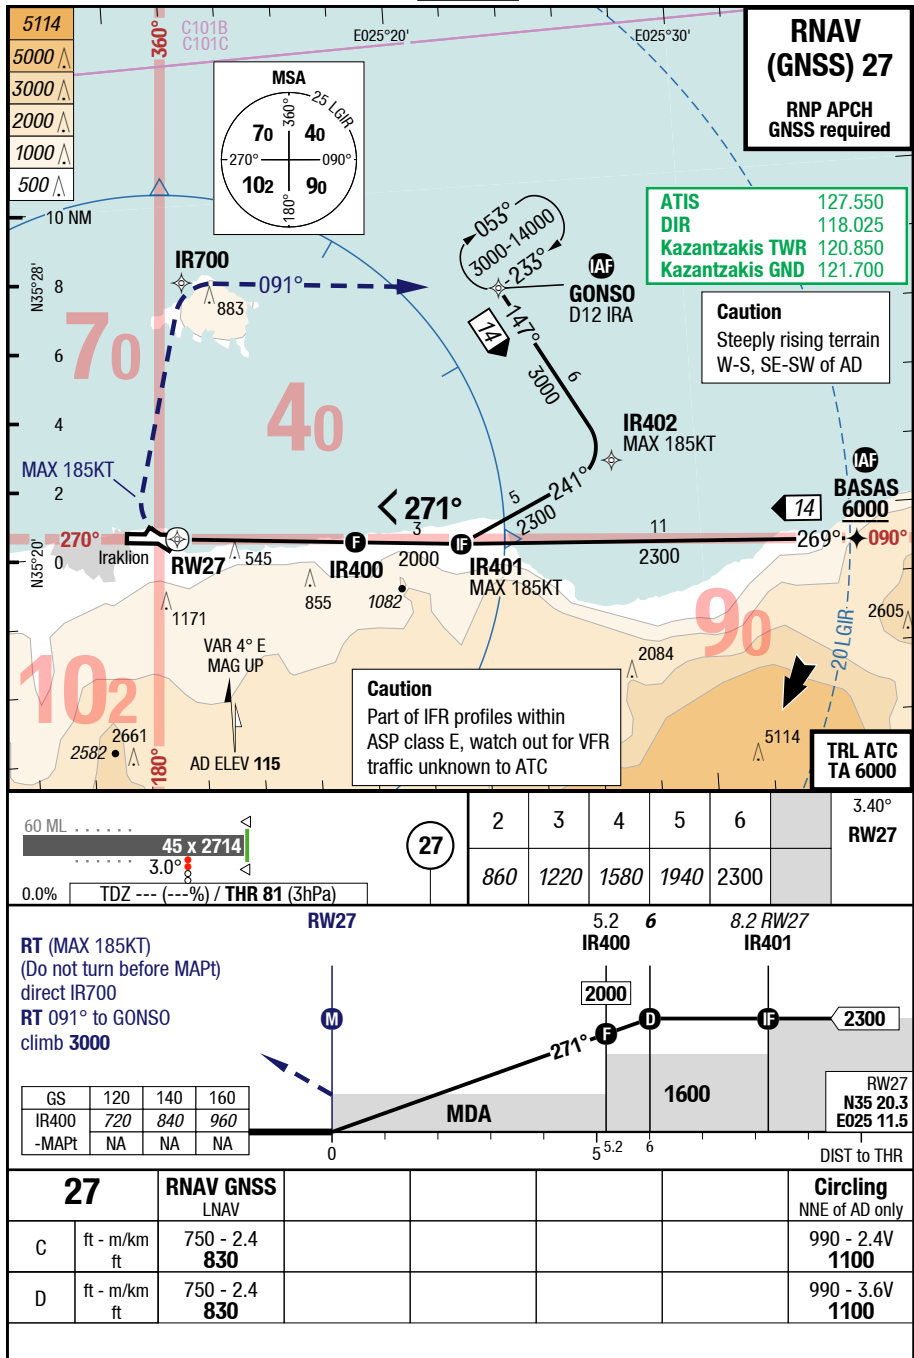 5114
5000
3000
2000
1000
500
360°
C101B
C101C
E025°20'
E025°30'
RNAV
(GNSS) 27
RNP APCH
GNSS required
MSA
25 LGIR
360°
70 40
270° 090°
102 90
180°
ATIS 127.550
DIR 118.025
Kazantzakis TWR 120.850
Kazantzakis GND 121.700
10 NM
N35°28'
8
6
4
2
0
N35°20'
053°
3000-14000
233°
IAF
GONSO
D12 IRA
IR700
091°
883
70
40
Caution
Steeply rising terrain
W-S, SE-SW of AD
14
147°
6
3000
IR402
MAX 185KT
241°
5
2300
MAX 185KT
IAF
BASAS
6000
14
< 271°
3
2000
11
2300
269°
090°
270°
Iraklion
RW27
545
F
IR400
IF
IR401
MAX 185KT
1171
855
1082
90
2605
20 LGIR
2084
5114
VAR 4° E
MAG UP
AD ELEV 115
102
2661
2582
180°
Caution
Part of IFR profiles within
ASP class E, watch out for VFR
traffic unknown to ATC
TRL ATC
TA 6000
60 ML
45 x 2714
3.0°
0.0%
TDZ --- (---%) / THR 81 (3hPa)
27
2 3 4 5 6
860 1220 1580 1940 2300
3.40°
RW27
RW27
5.2 6 8.2 RW27
IR400 IR401
RT (MAX 185KT)
(Do not turn before MAPt)
direct IR700
RT 091° to GONSO
climb 3000
2000
M
F
D
IF
2300
271°
MDA
1600
RW27
N35 20.3
E025 11.5
GS 120 140 160
IR400 720 840 960
-MAPt NA NA NA
0 5 5.2 6
DIST to THR
27
RNAV GNSS
LNAV
Circling
NNE of AD only
C ft - m/km 750 - 2.4 990 - 2.4V
ft 830 1100
D ft - m/km 750 - 2.4 990 - 3.6V
ft 830 1100